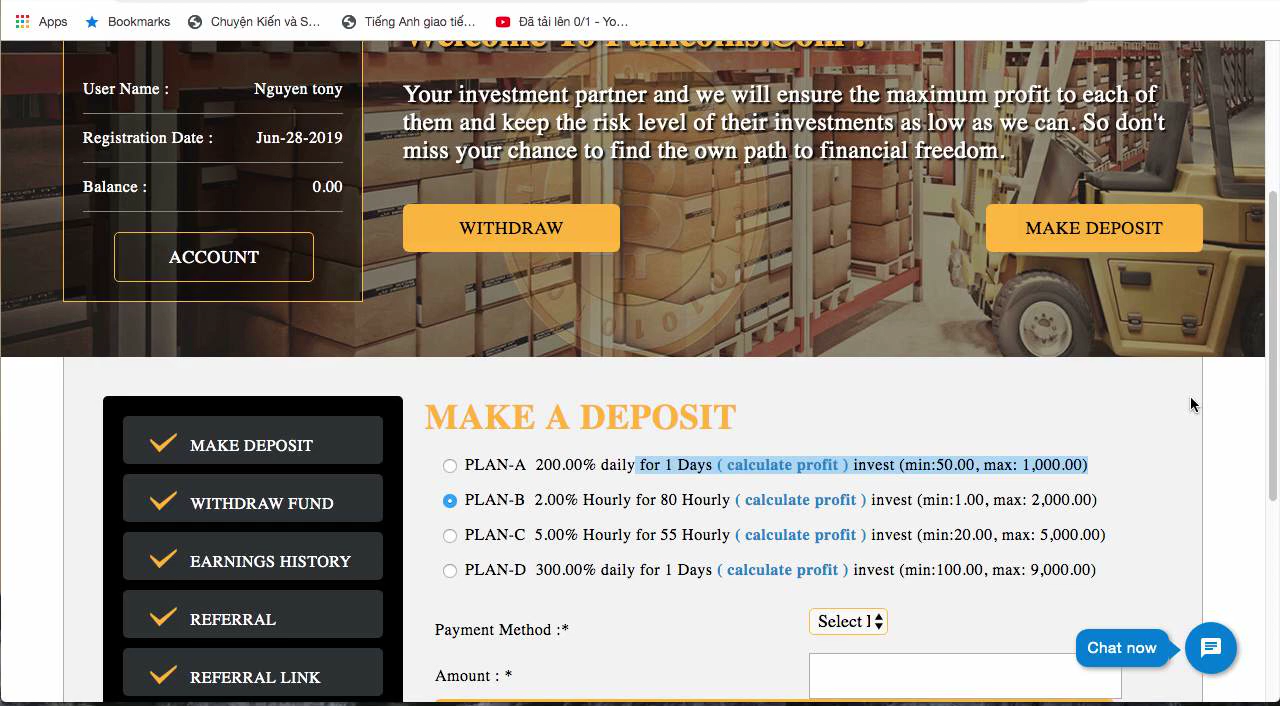 Apps
Bookmarks
Chuyện Kiến và S...
Tiếng Anh giao tiế...
Đã tải lên 0/1 - Yo...
User Name :
Nguyen tony
Registration Date :
Jun-28-2019
Balance :
0.00
ACCOUNT
Welcome To
Your investment partner and we will ensure the maximum profit to each of
them and keep the risk level of their investments as low as we can. So don't
miss your chance to find the own path to financial freedom.
WITHDRAW
MAKE DEPOSIT
MAKE DEPOSIT
WITHDRAW FUND
EARNINGS HISTORY
REFERRAL
REFERRAL LINK
MAKE A DEPOSIT
PLAN-A 200.00% daily for 1 Days ( calculate profit ) invest (min:50.00, max: 1,000.00)
PLAN-B 2.00% Hourly for 80 Hourly ( calculate profit ) invest (min:1.00, max: 2,000.00)
PLAN-C 5.00% Hourly for 55 Hourly ( calculate profit ) invest (min:20.00, max: 5,000.00)
PLAN-D 300.00% daily for 1 Days ( calculate profit ) invest (min:100.00, max: 9,000.00)
Payment Method :*
Select
Amount : *
Chat now